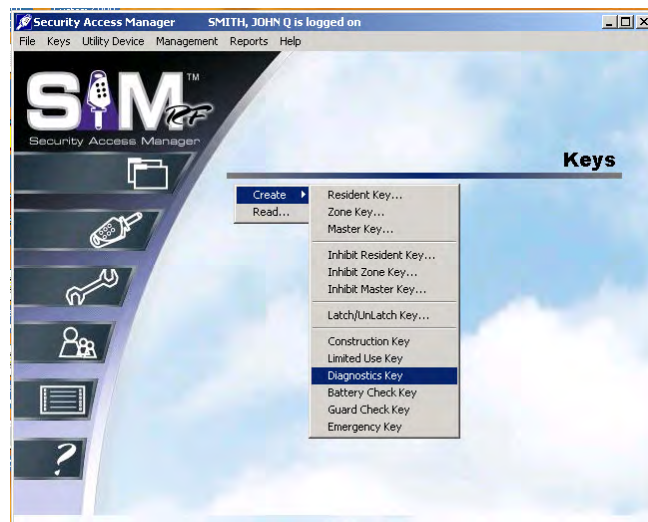 Security Access Manager SMITH, JOHN Q is logged on
File Keys Utility Device Management Reports Help
SAM TM
RF
Security Access Manager
Keys
Create
Read...
Resident Key...
Zone Key...
Master Key...
Inhibit Resident Key...
Inhibit Zone Key...
Inhibit Master Key...
Latch/UnLatch Key...
Construction Key
Limited Use Key
Diagnostics Key
Battery Check Key
Guard Check Key
Emergency Key
?